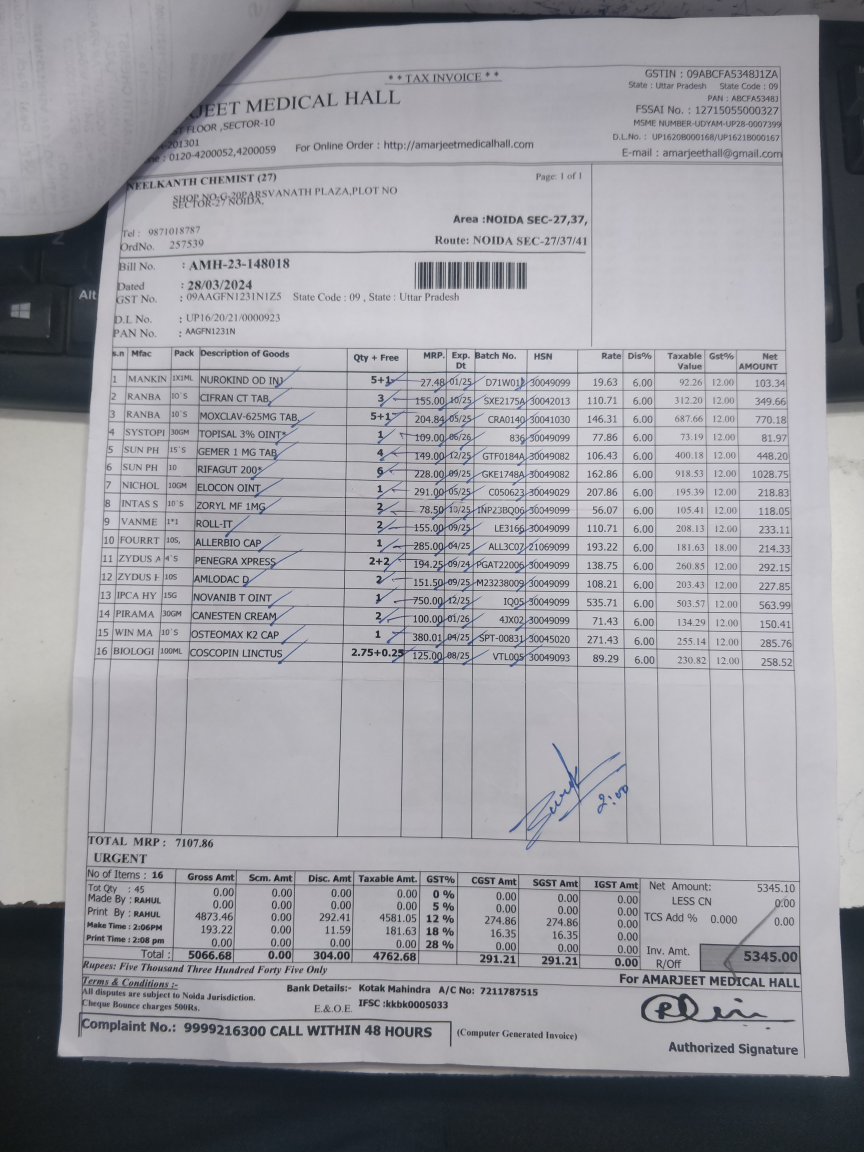 **TAX INVOICE**
GSTIN : 09ABCFA5348J1ZA
State : Uttar Pradesh State Code : 09
PAN : ABCFA5348J
FSSAI No. : 12715055000327
MSME NUMBER-UDYAM-UP28-0007399
D.L.No. : UP16208000168/UP16218000167
E-mail : amarjeethall@gmail.com
RJEET MEDICAL HALL
FLOOR ,SECTOR-10
201301
: 0120-4200052,4200059 For Online Order : http://amarjeetmedicalhall.com
NEELKANTH CHEMIST (27) Page: 1 of 1
SHOP NO-G-20PARSVANATH PLAZA,PLOT NO
SECTOR-27 NOIDA,
Tel : 9871018787 Area :NOIDA SEC-27,37,
OrdNo. 257539 Route: NOIDA SEC-27/37/41
Bill No. : AMH-23-148018
Dated : 28/03/2024
GST No. : 09AAGFN1231N1Z5 State Code : 09 , State : Uttar Pradesh
D.L No. : UP16/20/21/0000923
PAN No. : AAGFN1231N
s.n Mfac Pack Description of Goods Qty + Free MRP. Exp. Dt Batch No. HSN Rate Dis% Taxable Value Gst% Net AMOUNT
1 MANKIN 1X1ML NUROKIND OD INJ 5+1 27.48 01/25 D71W01 30049099 19.63 6.00 92.26 12.00 103.34
2 RANBA 10`S CIFRAN CT TAB 3 155.00 10/25 SXE2175A 30042013 110.71 6.00 312.20 12.00 349.66
3 RANBA 10`S MOXCLAV-625MG TAB 5+1 204.84 05/25 CRA0140 30041030 146.31 6.00 687.66 12.00 770.18
4 SYSTOPI 30GM TOPISAL 3% OINT* 1 109.00 06/26 836 30049099 77.86 6.00 73.19 12.00 81.97
5 SUN PH 15`S GEMER 1 MG TAB 4 149.00 12/25 GTF0184A 30049082 106.43 6.00 400.18 12.00 448.20
6 SUN PH 10 RIFAGUT 200* 6 228.00 09/25 GKE1748A 30049082 162.86 6.00 918.53 12.00 1028.75
7 NICHOL 10GM ELOCON OINT 1 291.00 05/25 C050623 30049029 207.86 6.00 195.39 12.00 218.83
8 INTAS S 10`S ZORYL MF 1MG 2 78.50 10/25 INP23BQ06 30049099 56.07 6.00 105.41 12.00 118.05
9 VANME 1*1 ROLL-IT 2 155.00 09/25 LE3166 30049099 110.71 6.00 208.13 12.00 233.11
10 FOURRT 10S, ALLERBIO CAP 1 285.00 04/25 ALL3C07 21069099 193.22 6.00 181.63 18.00 214.33
11 ZYDUS A 4`S PENEGRA XPRESS 2+2 194.25 09/24 PGAT22006 30049099 138.75 6.00 260.85 12.00 292.15
12 ZYDUS H 10S AMLODAC D 2 151.50 09/25 M23238009 30049099 108.21 6.00 203.43 12.00 227.85
13 IPCA HY 15G NOVANIB T OINT 1 750.00 12/25 IQ05 30049099 535.71 6.00 503.57 12.00 563.99
14 PIRAMA 30GM CANESTEN CREAM 2 100.00 01/26 4JX02 30049099 71.43 6.00 134.29 12.00 150.41
15 WIN MA 10`S OSTEOMAX K2 CAP 1 380.01 04/25 SPT-00831 30045020 271.43 6.00 255.14 12.00 285.76
16 BIOLOGI 100ML COSCOPIN LINCTUS 2.75+0.25 125.00 08/25 VTL005 30049093 89.29 6.00 230.82 12.00 258.52
2:00
TOTAL MRP : 7107.86
URGENT
No of Items : 16 Gross Amt Scm. Amt Disc. Amt Taxable Amt. GST% CGST Amt SGST Amt IGST Amt Net Amount: 5345.10
Tot Qty : 45 0.00 0.00 0.00 0.00 0 % 0.00 0.00 0.00 LESS CN 0.00
Made By : RAHUL 0.00 0.00 0.00 0.00 5 % 0.00 0.00 0.00
Print By : RAHUL 4873.46 0.00 292.41 4581.05 12 % 274.86 274.86 0.00 TCS Add % 0.000 0.00
Make Time : 2:06PM 193.22 0.00 11.59 181.63 18 % 16.35 16.35 0.00
Print Time : 2:08 pm 0.00 0.00 0.00 0.00 28 % 0.00 0.00 0.00
Total : 5066.68 0.00 304.00 4762.68 291.21 291.21 0.00 Inv. Amt. R/Off 5345.00
Rupees: Five Thousand Three Hundred Forty Five Only
For AMARJEET MEDICAL HALL
Terms & Conditions :-
All disputes are subject to Noida Jurisdiction.
Cheque Bounce charges 500Rs.
Bank Details:- Kotak Mahindra A/C No: 7211787515
E.&.O.E IFSC :kkbk0005033
Complaint No.: 9999216300 CALL WITHIN 48 HOURS (Computer Generated Invoice)
Authorized Signature
Alt